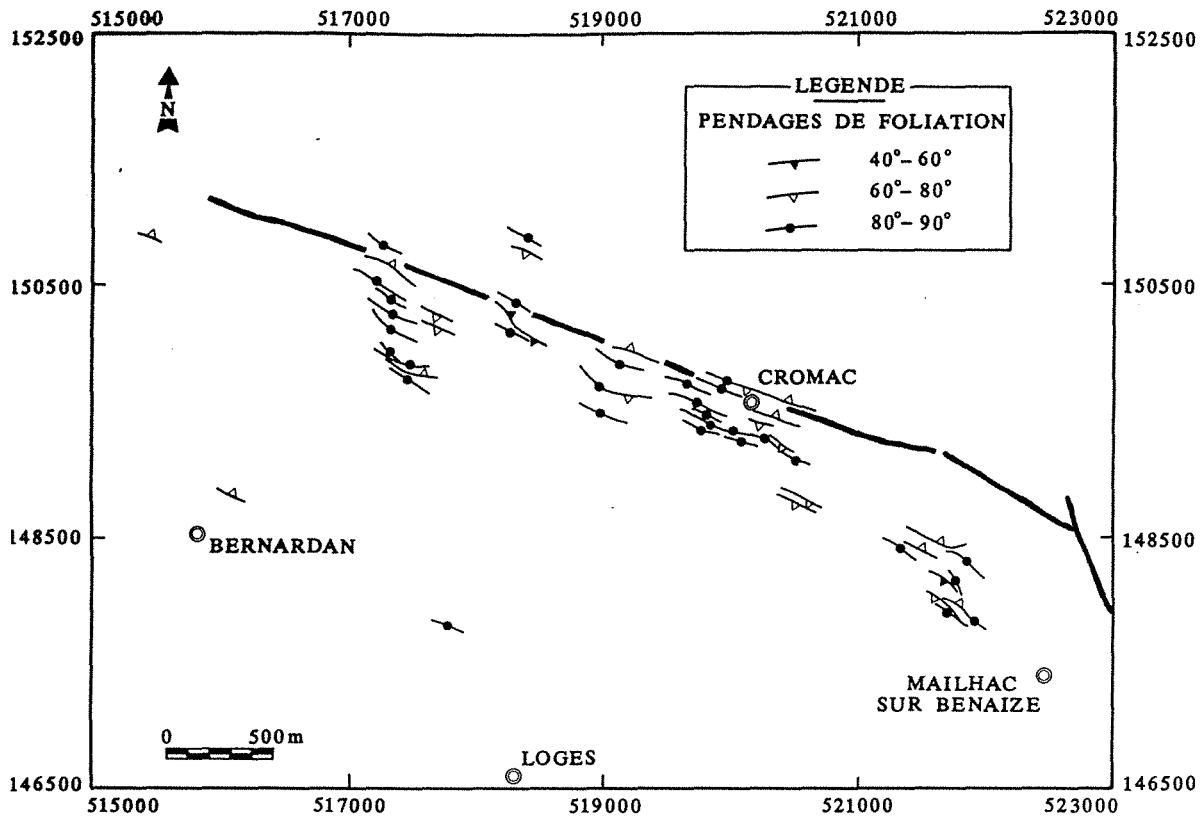 515000 517000 519000 521000 523000
152500 152500
N
LEGENDE
PENDAGES DE FOLIATION
40°– 60°
60°– 80°
80°– 90°
150500 150500
CROMAC
148500 148500
BERNARDAN
MAILHAC
SUR BENAIZE
0 500m
LOGES
146500 146500
515000 517000 519000 521000 523000